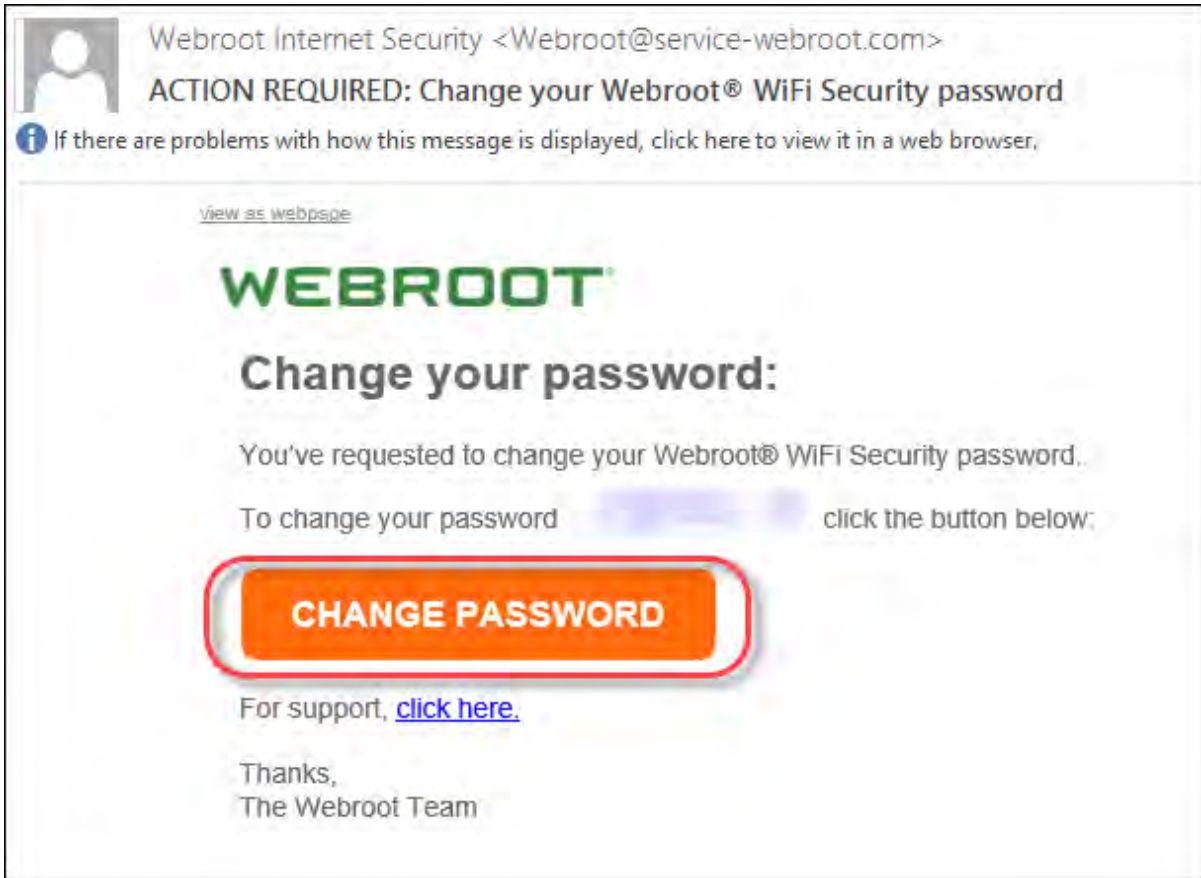 Webroot Internet Security <Webroot@service-webroot.com>
ACTION REQUIRED: Change your Webroot® WiFi Security password
If there are problems with how this message is displayed, click here to view it in a web browser.
view as webpage
WEBROOT
Change your password:
You've requested to change your Webroot® WiFi Security password.
To change your password click the button below:
CHANGE PASSWORD
For support, click here.
Thanks,
The Webroot Team